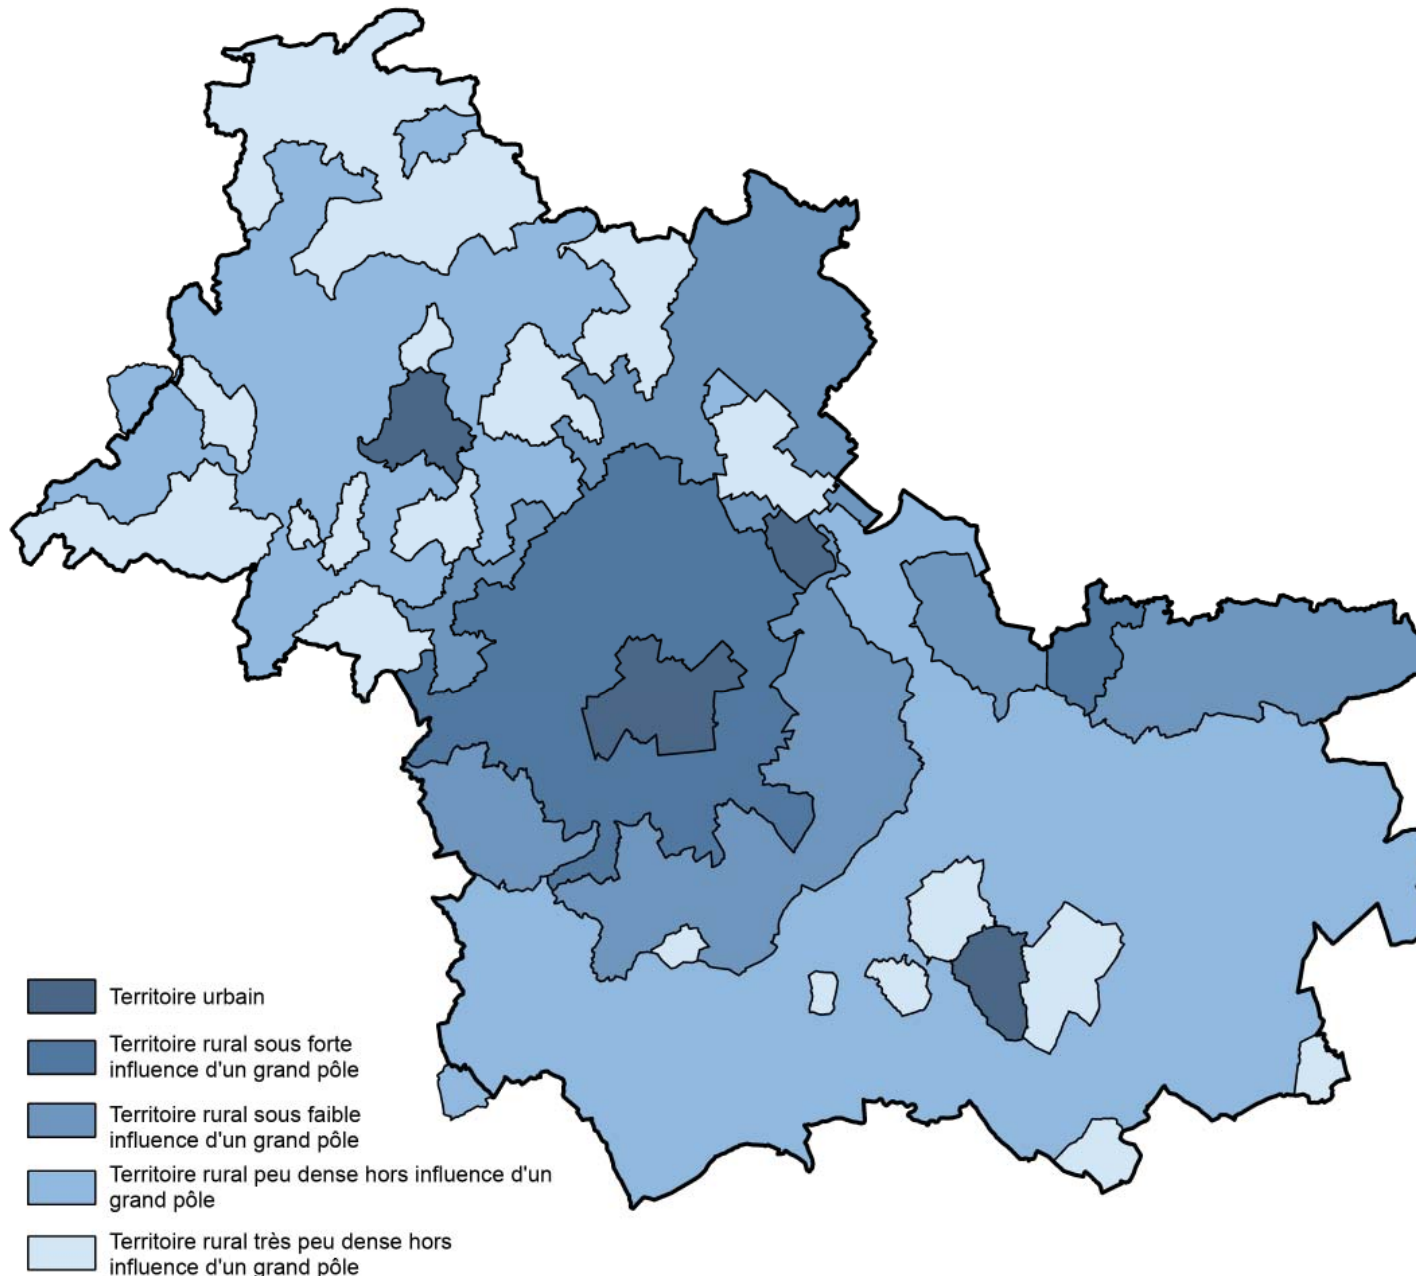 Territoire urbain
Territoire rural sous forte
influence d'un grand pôle
Territoire rural sous faible
influence d'un grand pôle
Territoire rural peu dense hors influence d'un
grand pôle
Territoire rural très peu dense hors
influence d'un grand pôle